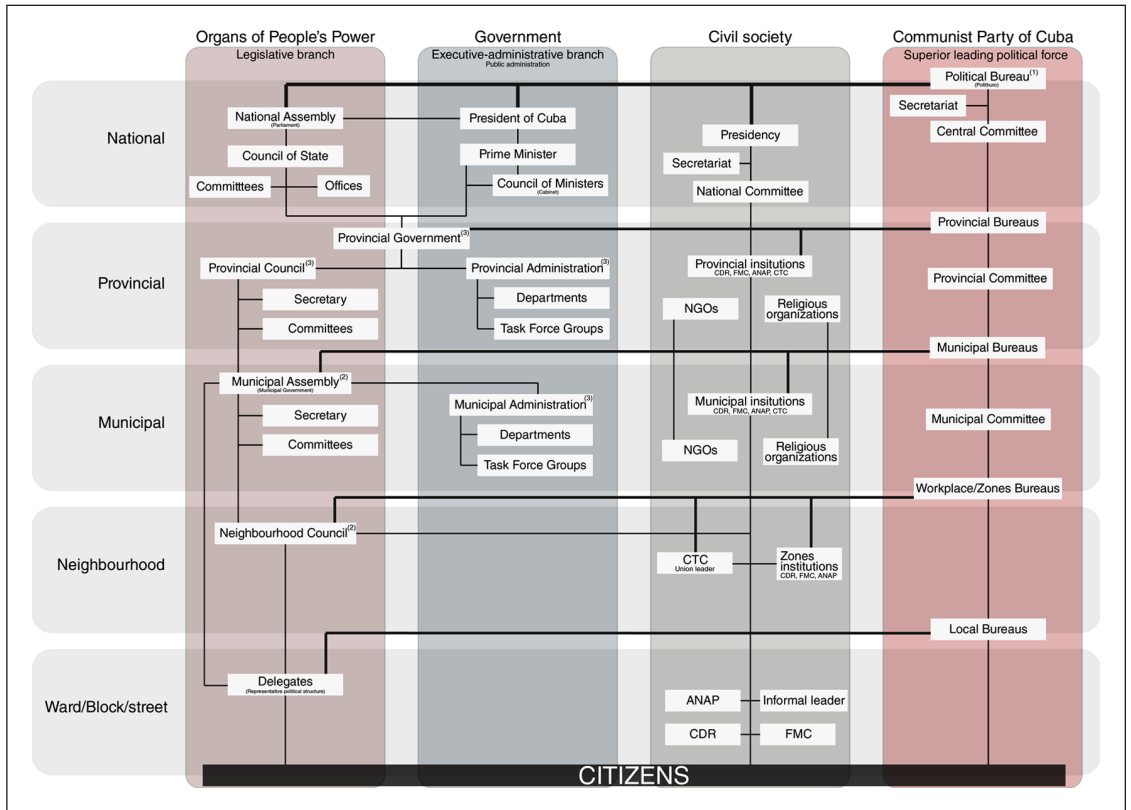 Organs of People's Power
Legislative branch
Government
Executive-administrative branch
Public administration
Civil society
Communist Party of Cuba
Superior leading political force
National
National Assembly
(Parliament)
Council of State
Committtees
Offices
President of Cuba
Prime Minister
Council of Ministers
(Cabinet)
Presidency
Secretariat
National Committee
Political Bureau(1)
(Politburo)
Secretariat
Central Committee
Provincial
Provincial Government(3)
Provincial Council(3)
Secretary
Committees
Provincial Administration(3)
Departments
Task Force Groups
Provincial insitutions
CDR, FMC, ANAP, CTC
NGOs
Religious
organizations
Provincial Bureaus
Provincial Committee
Municipal
Municipal Assembly(2)
(Municipal Government)
Secretary
Committees
Municipal Administration(3)
Departments
Task Force Groups
Municipal insitutions
CDR, FMC, ANAP, CTC
NGOs
Religious
organizations
Municipal Bureaus
Municipal Committee
Neighbourhood
Neighbourhood Council(2)
CTC
Union leader
Zones
institutions
CDR, FMC, ANAP
Workplace/Zones Bureaus
Ward/Block/street
Delegates
(Representative political structure)
ANAP
Informal leader
CDR
FMC
Local Bureaus
CITIZENS